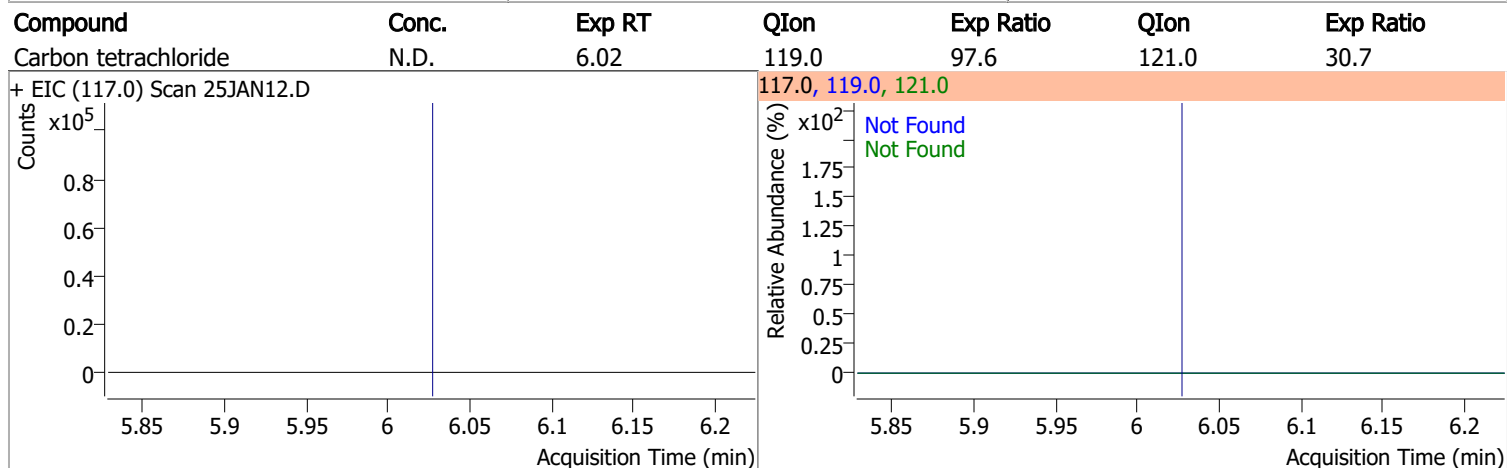 Compound Conc. Exp RT QIon Exp Ratio QIon Exp Ratio
Carbon tetrachloride N.D. 6.02 119.0 97.6 121.0 30.7
+ EIC (117.0) Scan 25JAN12.D
Counts
x10⁵
0.8
0.6
0.4
0.2
0
5.85 5.9 5.95 6 6.05 6.1 6.15 6.2
Acquisition Time (min)
117.0, 119.0, 121.0
Relative Abundance (%)
x10²
Not Found
Not Found
1.75
1.5
1.25
1
0.75
0.5
0.25
0
5.85 5.9 5.95 6 6.05 6.1 6.15 6.2
Acquisition Time (min)